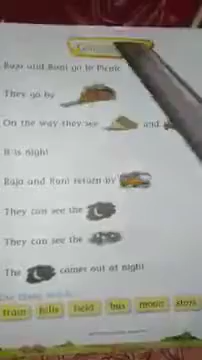 Raja and Rani go to Picnic
They go by
On the way they see and
It is night
Raja and Rani return by
They can see the
They can see the
The comes out at night
train hills field bus moon stars